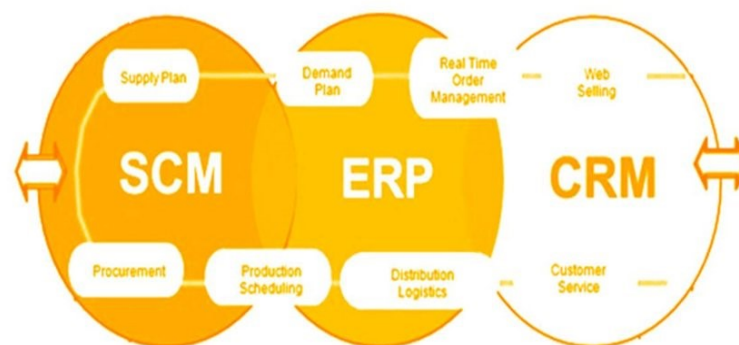 Supply Plan
Demand
Plan
Real Time
Order
Management
Web
Selling
SCM
ERP
CRM
Procurement
Production
Scheduling
Distribution
Logistics
Customer
Service